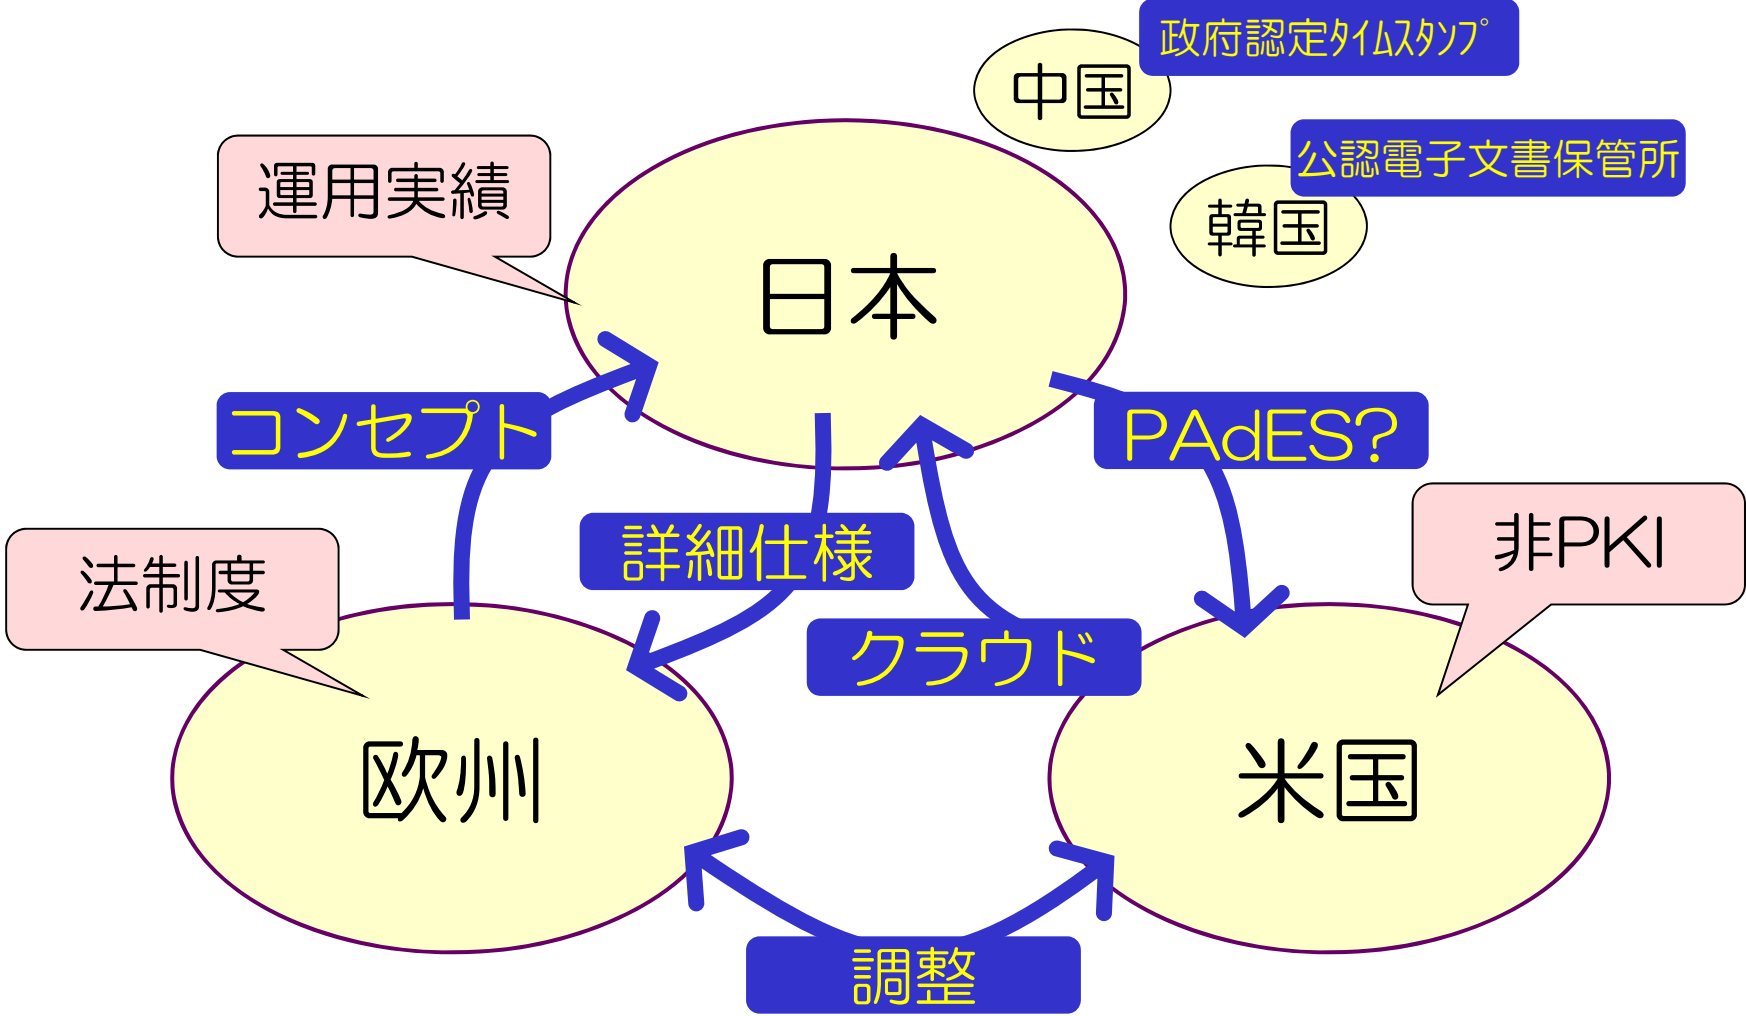 政府認定ﾀｲﾑｽﾀﾝﾌﾟ
中国
公認電子文書保管所
韓国
運用実績
日本
コンセプト
PAdES?
詳細仕様
非PKI
法制度
クラウド
欧州
米国
調整